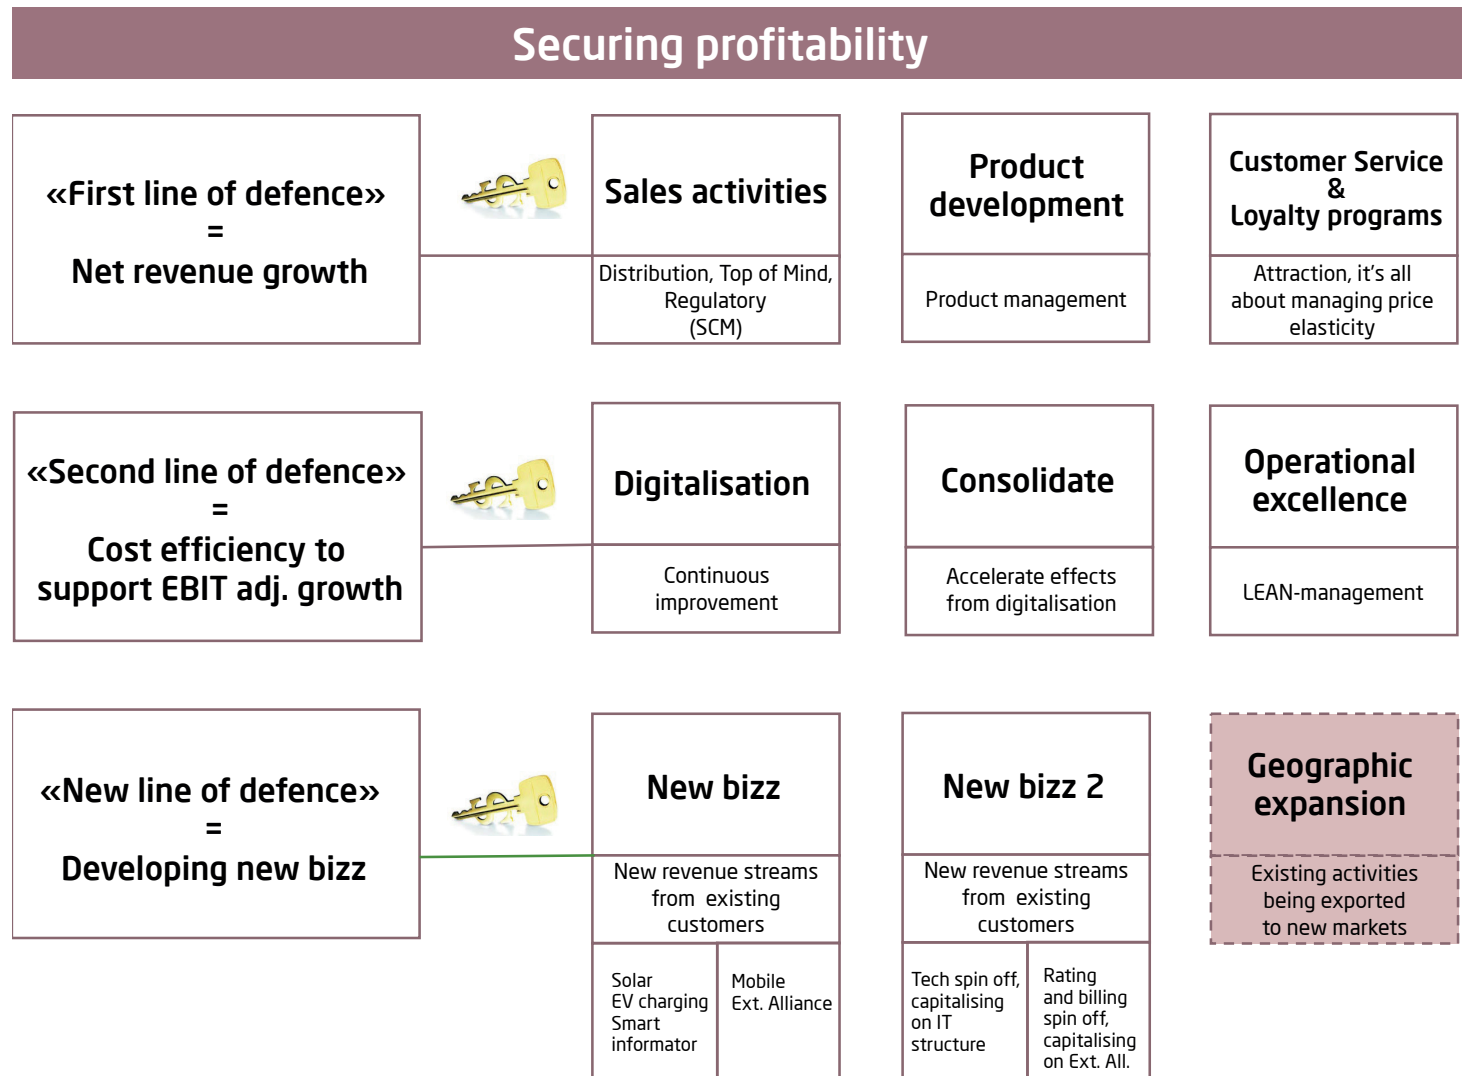 Securing profitability
«First line of defence»
=
Net revenue growth
Sales activities
Distribution, Top of Mind,
Regulatory
(SCM)
Product
development
Product management
Customer Service
&
Loyalty programs
Attraction, it's all
about managing price
elasticity
«Second line of defence»
=
Cost efficiency to
support EBIT adj. growth
Digitalisation
Continuous
improvement
Consolidate
Accelerate effects
from digitalisation
Operational
excellence
LEAN-management
«New line of defence»
=
Developing new bizz
New bizz
New revenue streams
from existing
customers
Solar
EV charging
Smart
informator
Mobile
Ext. Alliance
New bizz 2
New revenue streams
from existing
customers
Tech spin off,
capitalising
on IT
structure
Rating
and billing
spin off,
capitalising
on Ext. All.
Geographic
expansion
Existing activities
being exported
to new markets